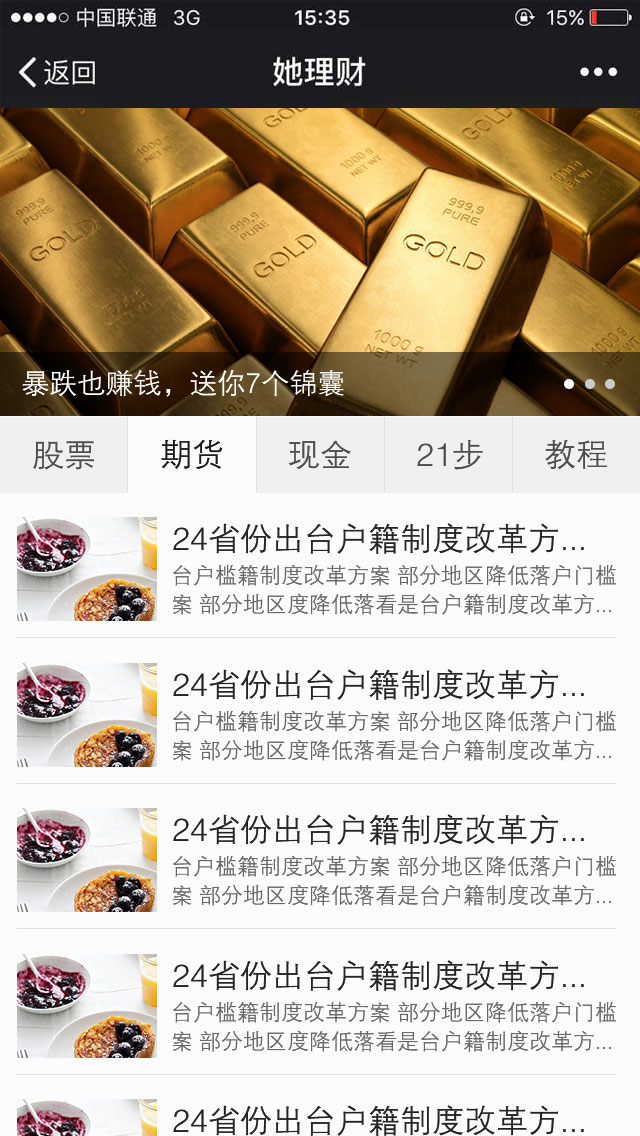 中国联通 3G 15:35 15%
返回 她理财
GOLD
1000 g
NET WT
GOLD
999.9
PURE
GOLD
999.9
PURE
GOLD
999.9
PURE
GOLD
1000 g
NET WT
暴跌也赚钱，送你7个锦囊
股票 期货 现金 21步 教程
24省份出台户籍制度改革方...
台户槛籍制度改革方案 部分地区降低落户门槛
案 部分地区度降低落看是台户籍制度改革方...
24省份出台户籍制度改革方...
台户槛籍制度改革方案 部分地区降低落户门槛
案 部分地区度降低落看是台户籍制度改革方...
24省份出台户籍制度改革方...
台户槛籍制度改革方案 部分地区降低落户门槛
案 部分地区度降低落看是台户籍制度改革方...
24省份出台户籍制度改革方...
台户槛籍制度改革方案 部分地区降低落户门槛
案 部分地区度降低落看是台户籍制度改革方...
24省份出台户籍制度改革方...